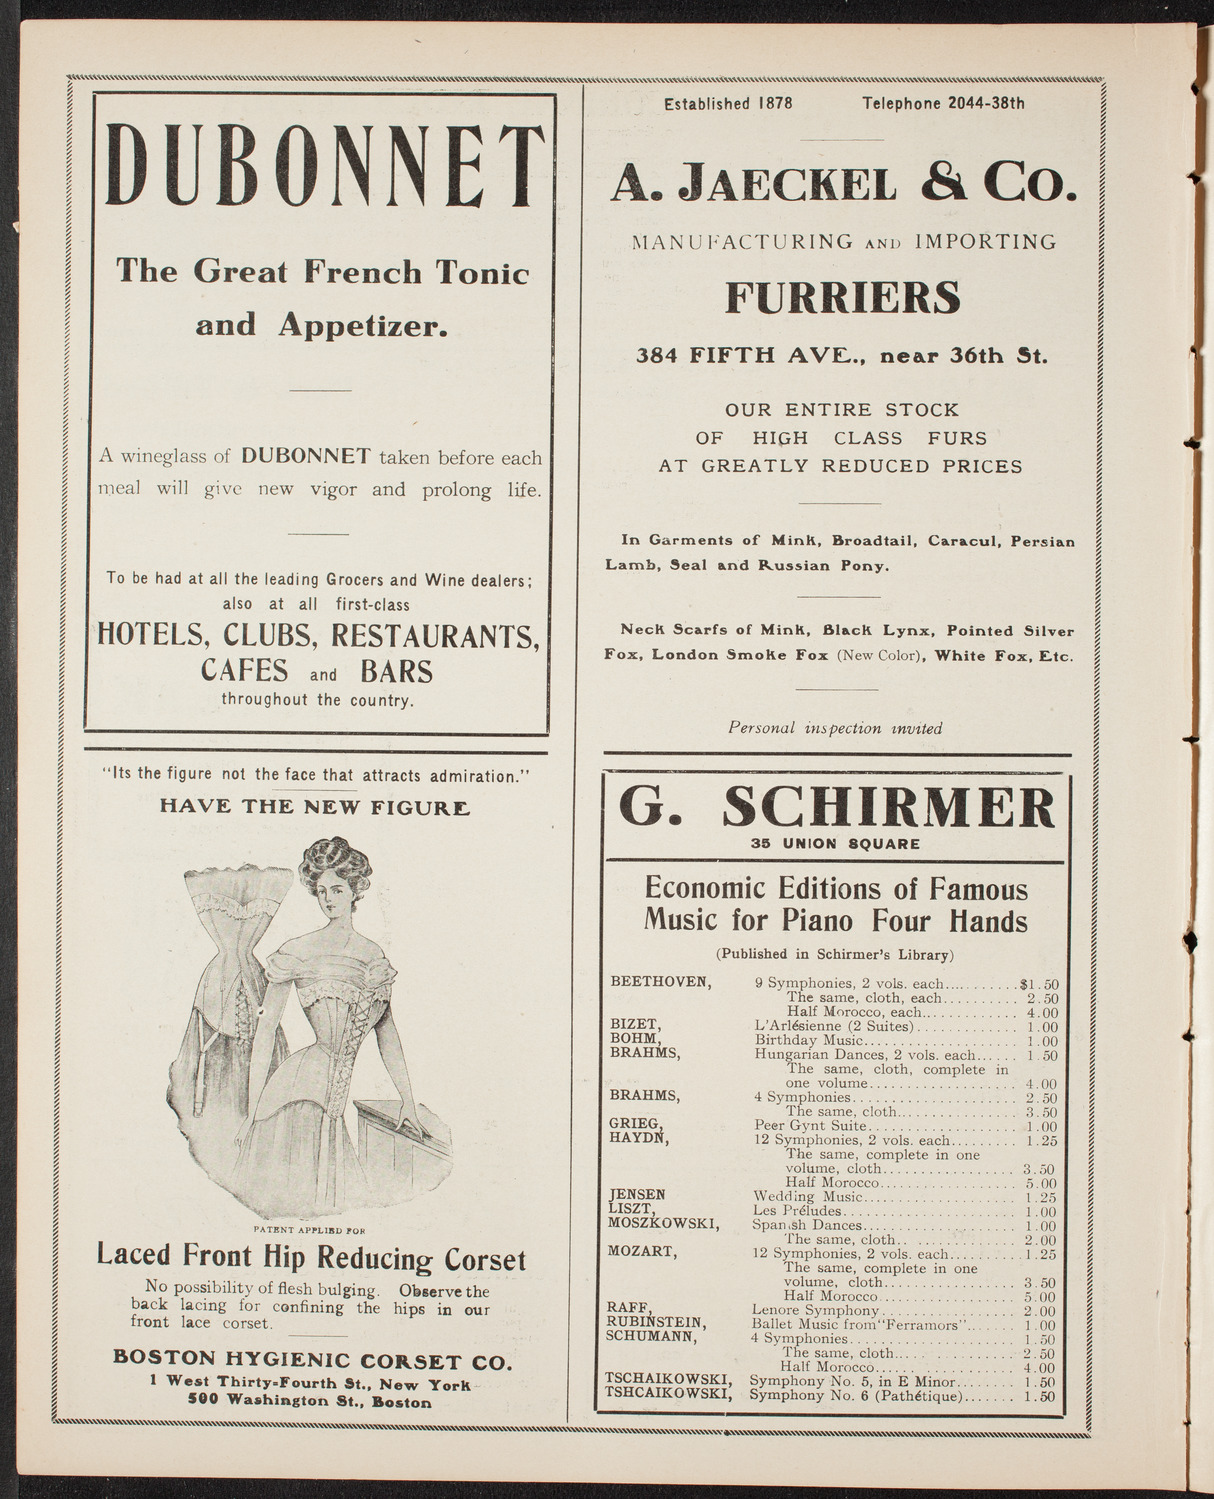 DUBONNET
The Great French Tonic
and Appetizer.
A wineglass of DUBONNET taken before each
meal will give new vigor and prolong life.
To be had at all the leading Grocers and Wine dealers;
also at all first-class
HOTELS, CLUBS, RESTAURANTS,
CAFES and BARS
throughout the country.
"Its the figure not the face that attracts admiration."
HAVE THE NEW FIGURE
PATENT APPLIED FOR
Laced Front Hip Reducing Corset
No possibility of flesh bulging. Observe the
back lacing for confining the hips in our
front lace corset.
BOSTON HYGIENIC CORSET CO.
1 West Thirty-Fourth St., New York
500 Washington St., Boston
Established 1878 Telephone 2044-38th
A. JAECKEL & CO.
MANUFACTURING AND IMPORTING
FURRIERS
384 FIFTH AVE., near 36th St.
OUR ENTIRE STOCK
OF HIGH CLASS FURS
AT GREATLY REDUCED PRICES
In Garments of Mink, Broadtail, Caracul, Persian
Lamb, Seal and Russian Pony.
Neck Scarfs of Mink, Black Lynx, Pointed Silver
Fox, London Smoke Fox (New Color), White Fox, Etc.
Personal inspection invited
G. SCHIRMER
35 UNION SQUARE
Economic Editions of Famous
Music for Piano Four Hands
(Published in Schirmer's Library)
BEETHOVEN, 9 Symphonies, 2 vols. each..........$1.50
The same, cloth, each.......... 2.50
Half Morocco, each............ 4.00
BIZET, L'Arlésienne (2 Suites)............. 1.00
BOHM, Birthday Music.................... 1.00
BRAHMS, Hungarian Dances, 2 vols. each...... 1.50
The same, cloth, complete in
one volume................... 4.00
BRAHMS, 4 Symphonies...................... 2.50
The same, cloth............... 3.50
GRIEG, Peer Gynt Suite.................... 1.00
HAYDN, 12 Symphonies, 2 vols. each......... 1.25
The same, complete in one
volume, cloth................. 3.50
Half Morocco.................. 5.00
JENSEN Wedding Music.................... 1.25
LISZT, Les Préludes....................... 1.00
MOSZKOWSKI, Spanish Dances.................... 1.00
The same, cloth............... 2.00
MOZART, 12 Symphonies, 2 vols. each..........1.25
The same, complete in one
volume, cloth................. 3.50
Half Morocco.................. 5.00
RAFF, Lenore Symphony.................. 2.00
RUBINSTEIN, Ballet Music from "Ferramors"....... 1.00
SCHUMANN, 4 Symphonies...................... 1.50
The same, cloth............... 2.50
Half Morocco.................. 4.00
TSCHAIKOWSKI, Symphony No. 5, in E Minor........ 1.50
TSHCAIKOWSKI, Symphony No. 6 (Pathétique)....... 1.50